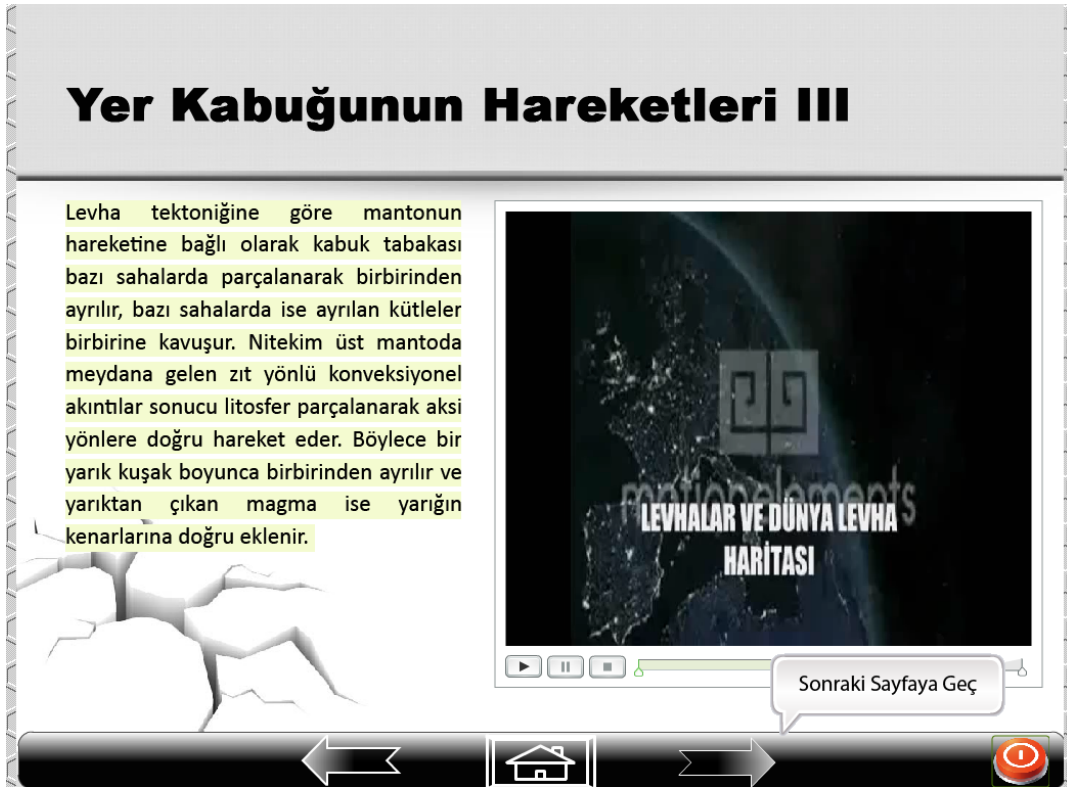 Yer Kabuğunun Hareketleri III
Levha tektoniğine göre mantonun
hareketine bağlı olarak kabuk tabakası
bazı sahalarda parçalanarak birbirinden
ayrılır, bazı sahalarda ise ayrılan kütleler
birbirine kavuşur. Nitekim üst mantoda
meydana gelen zıt yönlü konveksiyonel
akıntılar sonucu litosfer parçalanarak aksi
yönlere doğru hareket eder. Böylece bir
yarık kuşak boyunca birbirinden ayrılır ve
yarıktan çıkan magma ise yarığın
kenarlarına doğru eklenir.
motionelements
LEVHALAR VE DÜNYA LEVHA
HARİTASI
Sonraki Sayfaya Geç